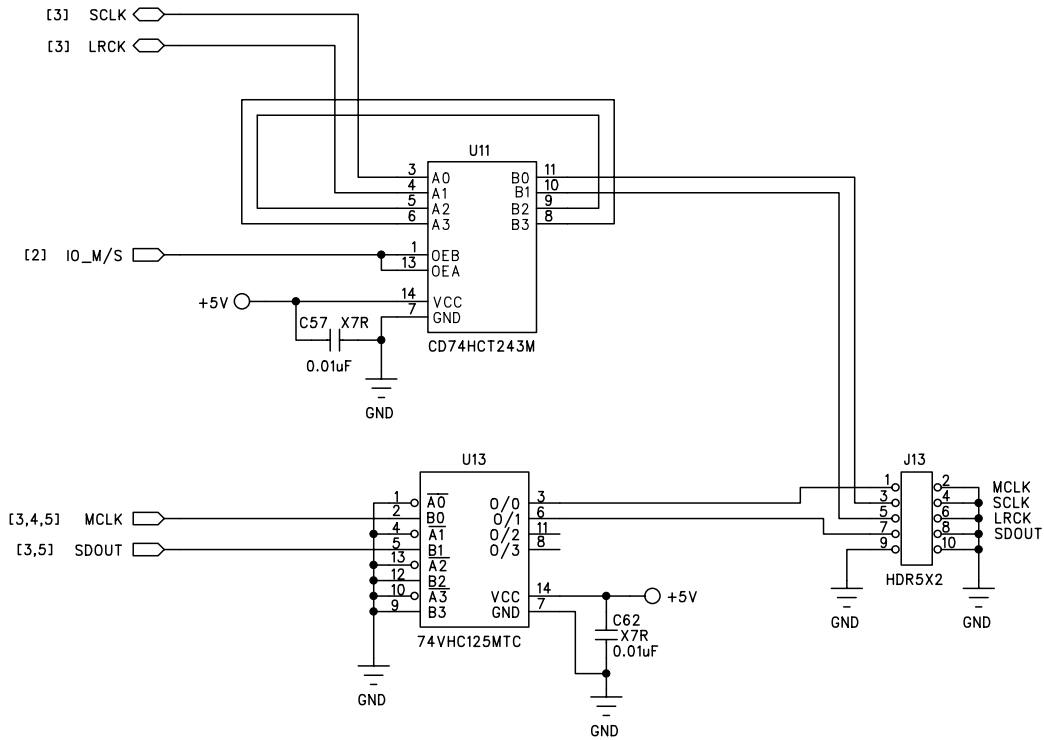 [3] SCLK
[3] LRCK
U11
3 A0 B0 11
4 A1 B1 10
5 A2 B2 9
6 A3 B3 8
[2] IO_M/S
1 OEB
13 OEA
+5V
14 VCC
7 GND
C57 X7R
0.01uF
CD74HCT243M
GND
U13
J13
1 A0 O/0 3
2 B0 O/1 6
4 A1 O/2 11
5 B1 O/3 8
13 A2
12 B2
10 A3 VCC 14
9 B3 GND 7
[3,4,5] MCLK
[3,5] SDOUT
74VHC125MTC
+5V
C62
X7R
0.01uF
GND
GND
1 2 MCLK
3 4 SCLK
5 6 LRCK
7 8 SDOUT
9 10
HDR5X2
GND
GND